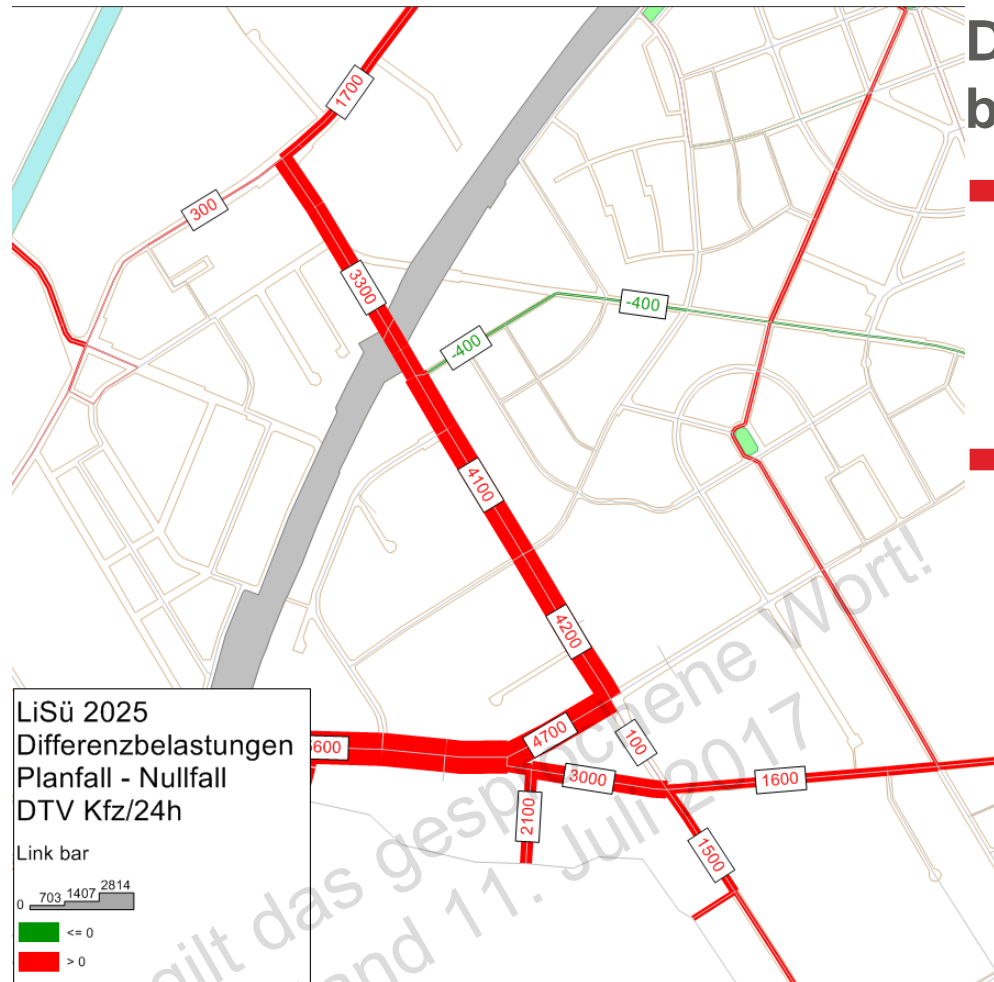 D
b
1700
300
3300
-400
-400
4100
4200
4700
100
600
3000
1600
2100
1500
gilt das gesprochene Wort!
and 11. Juli 2017
LiSü 2025
Differenzbelastungen
Planfall - Nullfall
DTV Kfz/24h
Link bar
0 703 1407 2814
<= 0
> 0